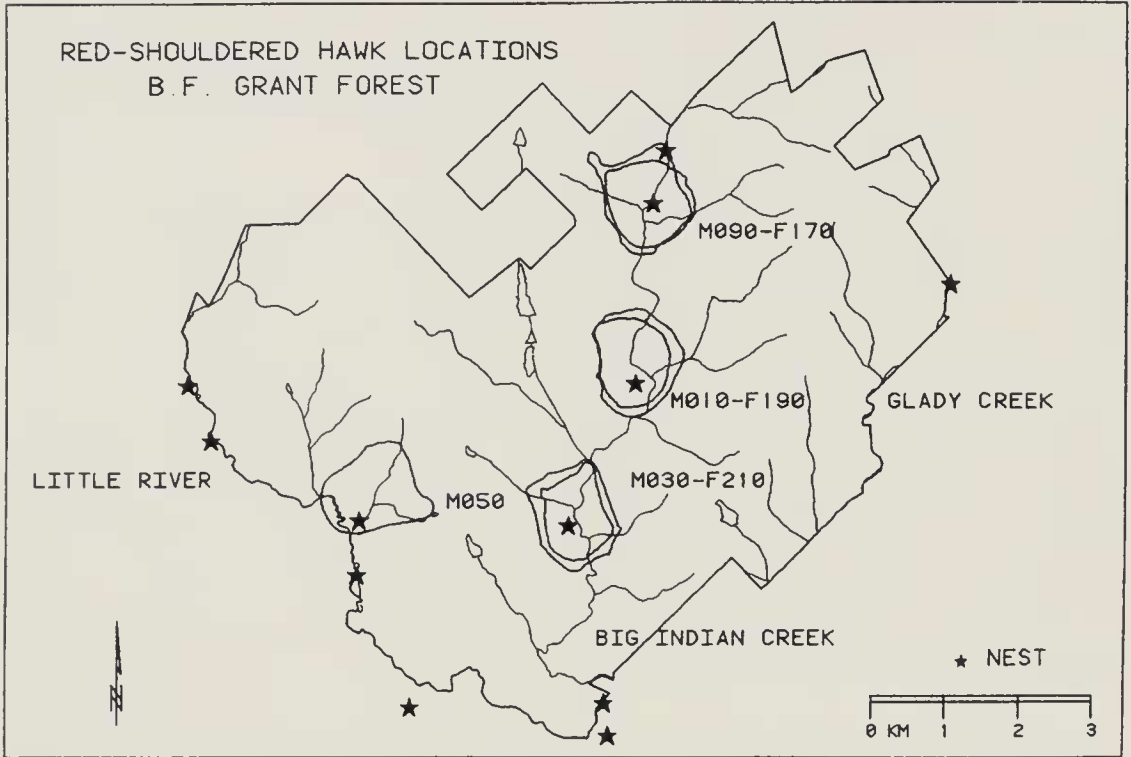 RED-SHOULDERED HAWK LOCATIONS
B.F. GRANT FOREST
M090-F170
M010-F190
GLADY CREEK
LITTLE RIVER
M050
M030-F210
BIG INDIAN CREEK
NEST
N
0 KM 1 2 3